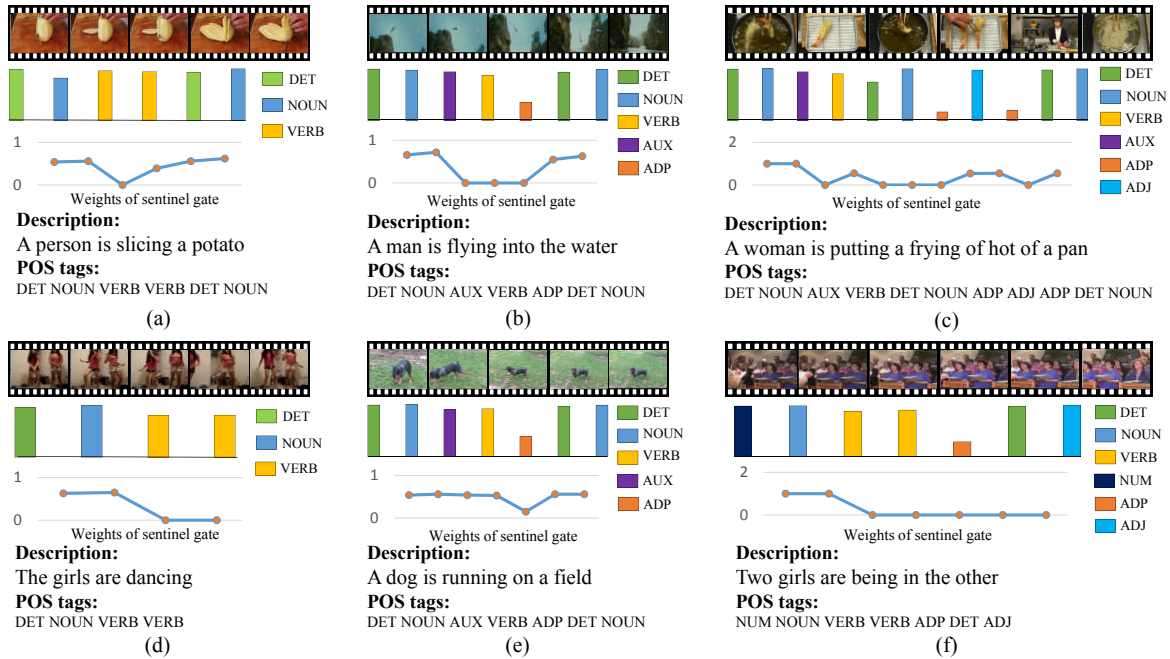 DET
NOUN
VERB
1
0
Weights of sentinel gate
Description:
A person is slicing a potato
POS tags:
DET NOUN VERB VERB DET NOUN
(a)
DET
NOUN
VERB
AUX
ADP
1
0
Weights of sentinel gate
Description:
A man is flying into the water
POS tags:
DET NOUN AUX VERB ADP DET NOUN
(b)
DET
NOUN
VERB
AUX
ADP
ADJ
2
0
Weights of sentinel gate
Description:
A woman is putting a frying of hot of a pan
POS tags:
DET NOUN AUX VERB DET NOUN ADP ADJ ADP DET NOUN
(c)
DET
NOUN
VERB
1
0
Weights of sentinel gate
Description:
The girls are dancing
POS tags:
DET NOUN VERB VERB
(d)
DET
NOUN
VERB
AUX
ADP
1
0
Weights of sentinel gate
Description:
A dog is running on a field
POS tags:
DET NOUN AUX VERB ADP DET NOUN
(e)
DET
NOUN
VERB
NUM
ADP
ADJ
2
0
Weights of sentinel gate
Description:
Two girls are being in the other
POS tags:
NUM NOUN VERB VERB ADP DET ADJ
(f)